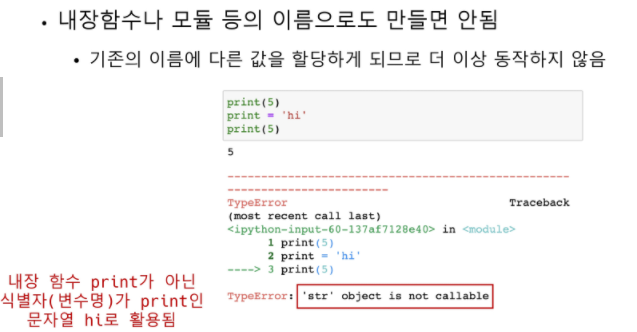 • 내장함수나 모듈 등의 이름으로도 만들면 안됨
• 기존의 이름에 다른 값을 할당하게 되므로 더 이상 동작하지 않음
print(5)
print = 'hi'
print(5)
5
---------------------------------------------------
------------------------
TypeError Traceback
(most recent call last)
<ipython-input-60-137af7128e40> in <module>
1 print(5)
2 print = 'hi'
----> 3 print(5)
TypeError: 'str' object is not callable
내장 함수 print가 아닌
식별자(변수명)가 print인
문자열 hi로 활용됨